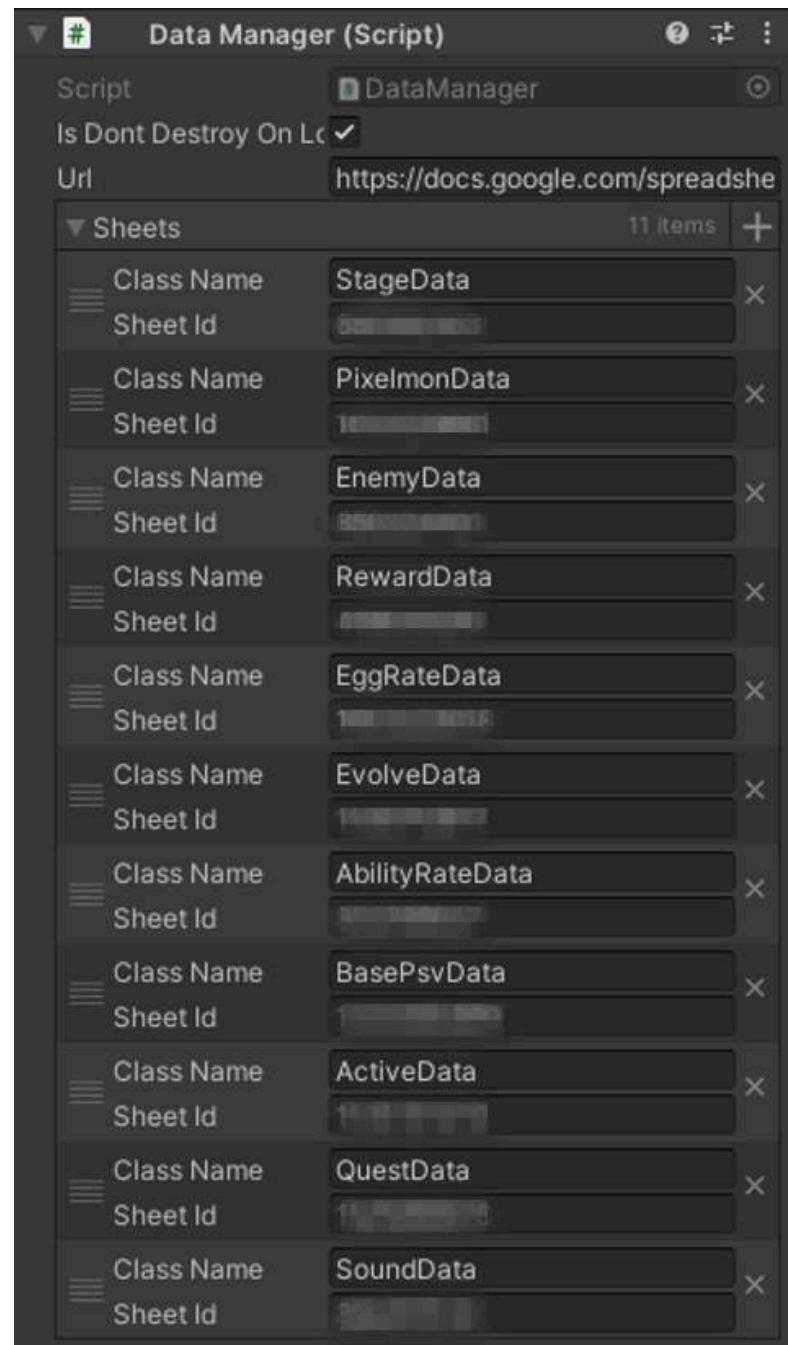 Data Manager (Script)
Script DataManager
Is Dont Destroy On Lo
Url https://docs.google.com/spreadshe
Sheets 11 items
Class Name StageData
Sheet Id
Class Name PixelmonData
Sheet Id
Class Name EnemyData
Sheet Id
Class Name RewardData
Sheet Id
Class Name EggRateData
Sheet Id
Class Name EvolveData
Sheet Id
Class Name AbilityRateData
Sheet Id
Class Name BasePsvData
Sheet Id
Class Name ActiveData
Sheet Id
Class Name QuestData
Sheet Id
Class Name SoundData
Sheet Id